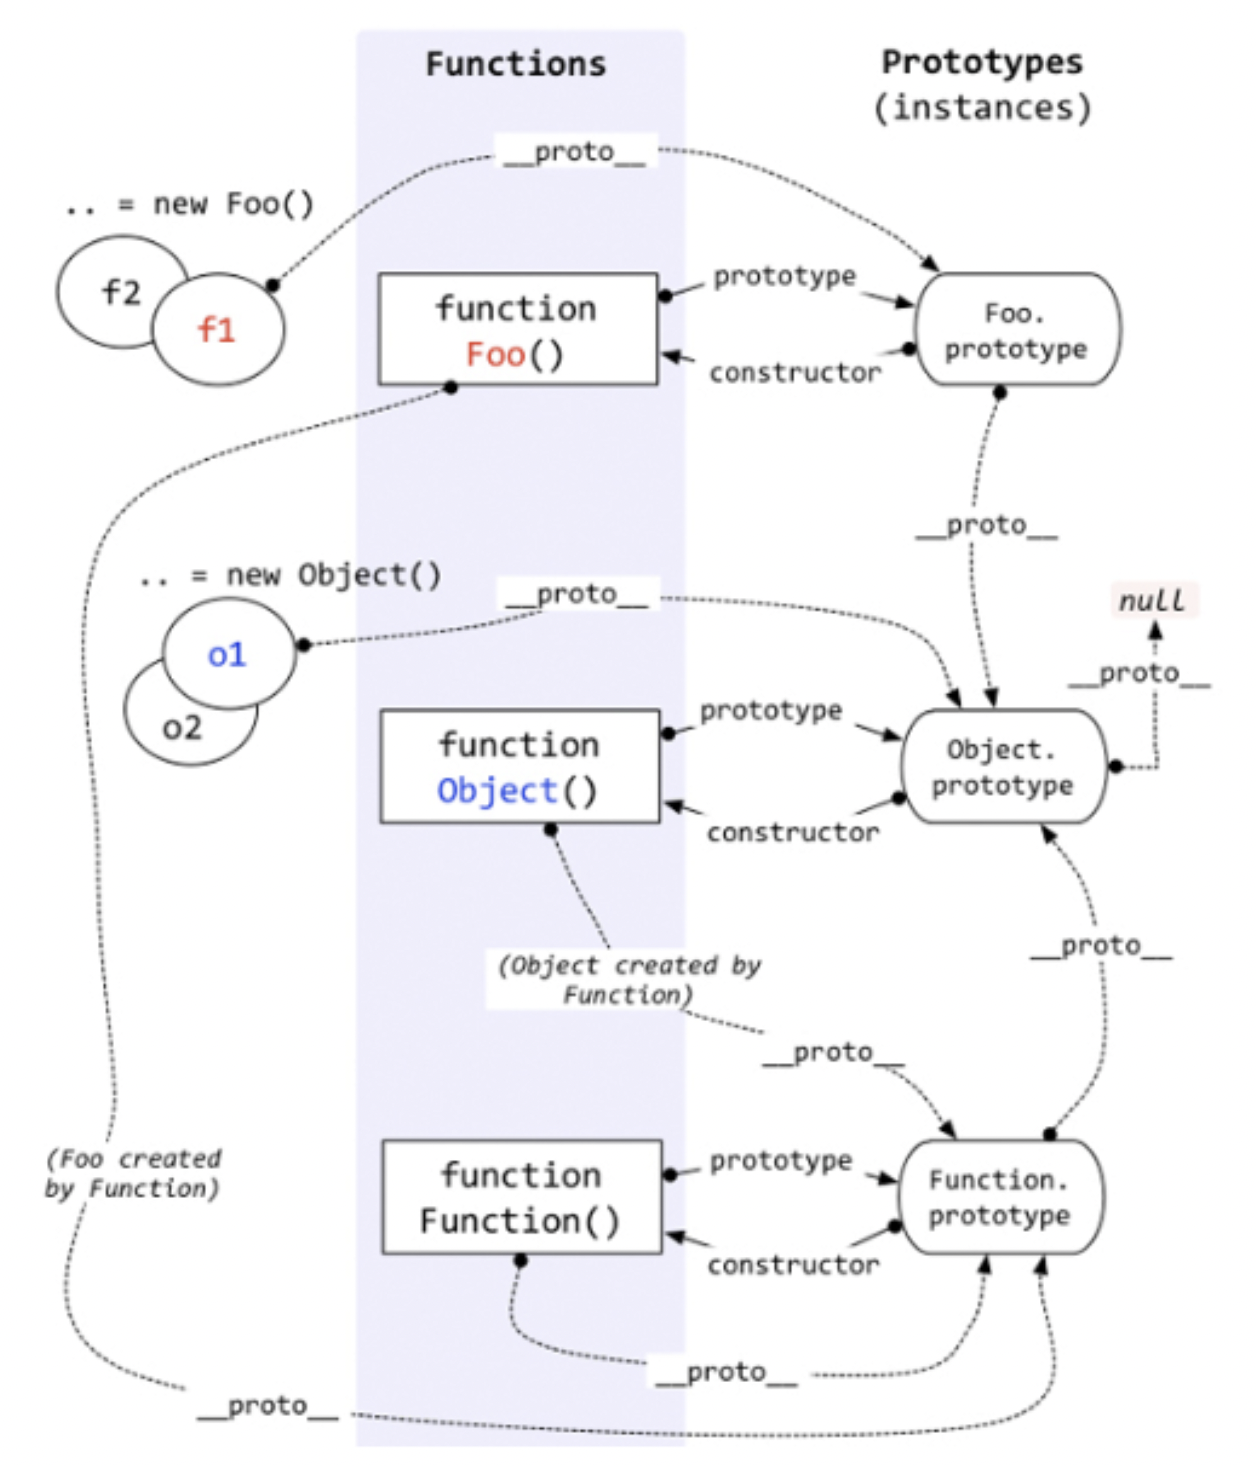 Functions
Prototypes
(instances)
__proto__
.. = new Foo()
f2
f1
function
Foo()
prototype
constructor
Foo.
prototype
__proto__
.. = new Object()
__proto__
null
__proto__
o1
o2
function
Object()
prototype
constructor
Object.
prototype
__proto__
(Object created by
Function)
__proto__
(Foo created
by Function)
function
Function()
prototype
constructor
Function.
prototype
__proto__
__proto__